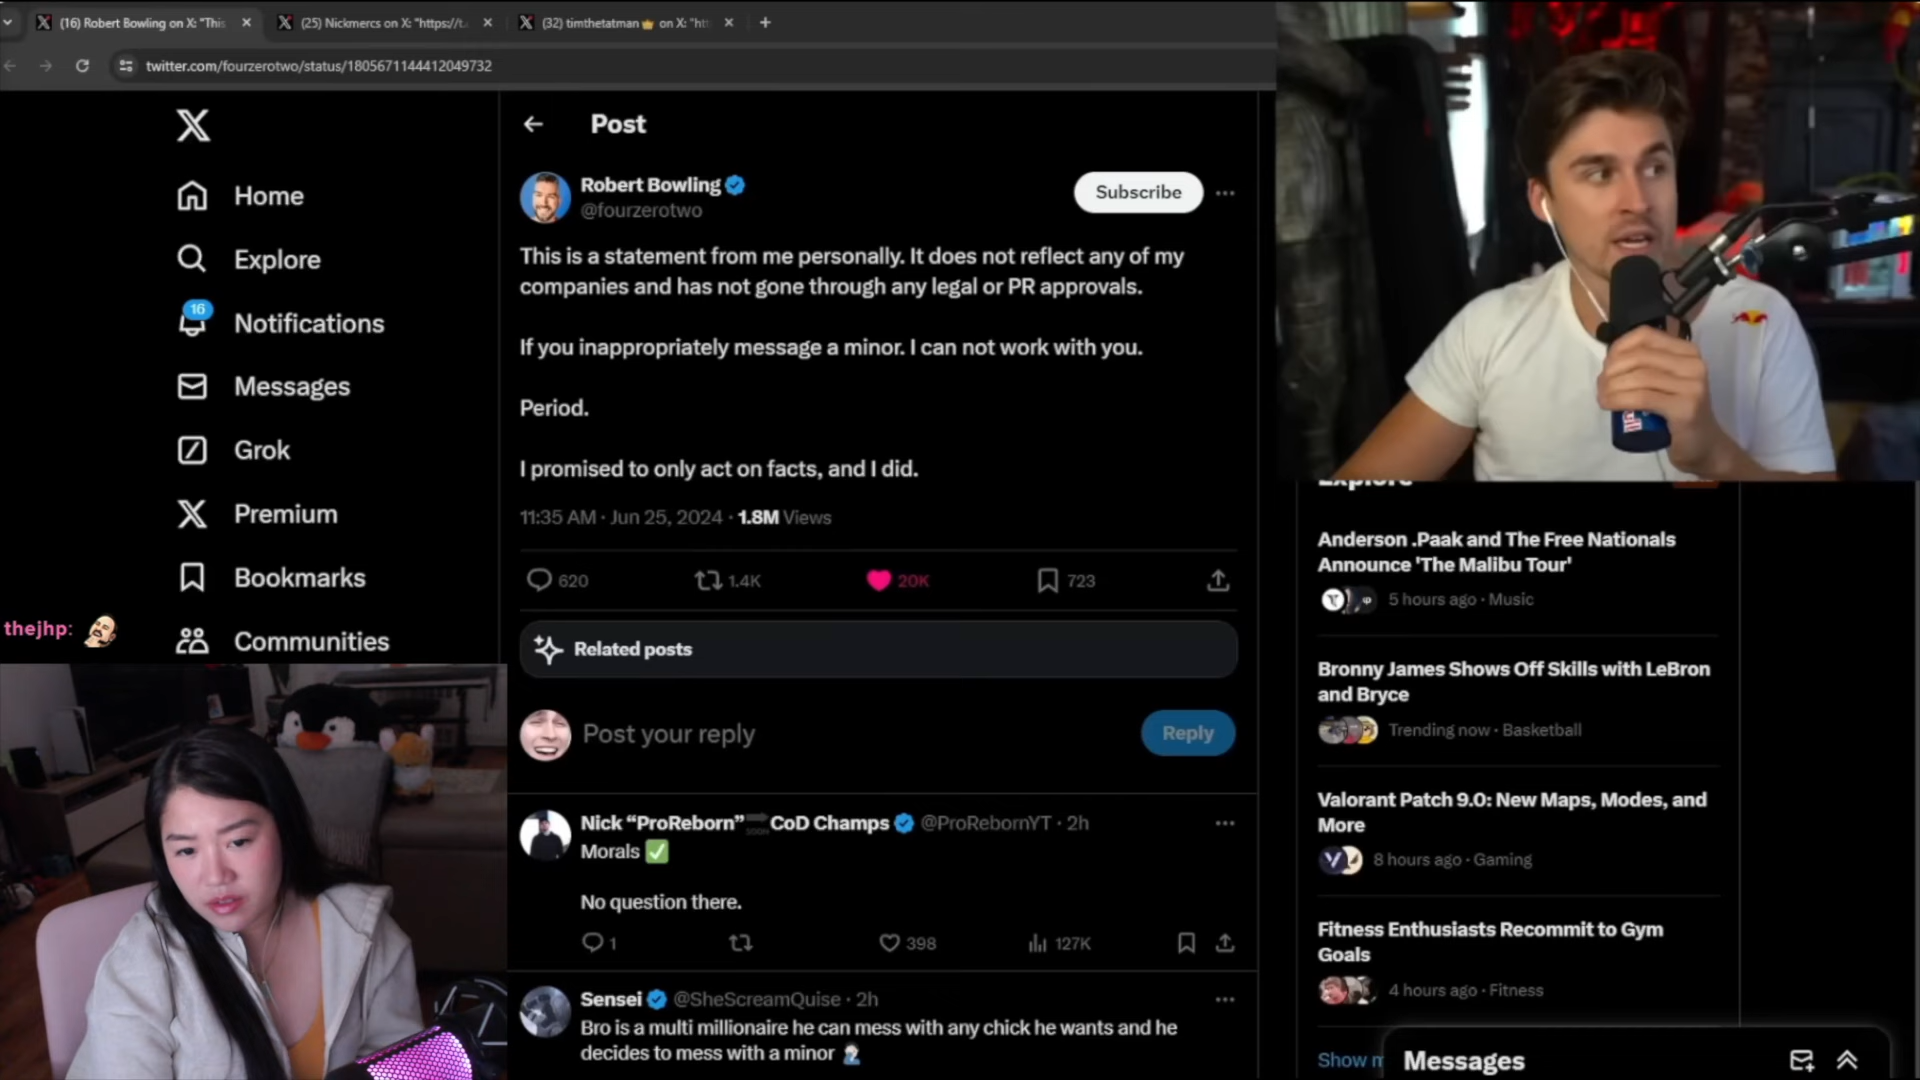 (16) Robert Bowling on X: "This
(25) Nickmercs on X: "https://t.
(32) timthetatman 👑 on X: "htt
twitter.com/fourzerotwo/status/1805671144412049732
Home
Explore
16
Notifications
Messages
Grok
Premium
Bookmarks
thejhp:
Communities
Post
Robert Bowling
@fourzerotwo
Subscribe
This is a statement from me personally. It does not reflect any of my
companies and has not gone through any legal or PR approvals.
If you inappropriately message a minor. I can not work with you.
Period.
I promised to only act on facts, and I did.
11:35 AM · Jun 25, 2024 · 1.8M Views
620 1.4K 20K 723
Related posts
Post your reply
Reply
Nick “ProReborn” 🔜 CoD Champs @ProRebornYT · 2h
Morals ✅
No question there.
1 398 127K
Sensei @SheScreamQuise · 2h
Bro is a multi millionaire he can mess with any chick he wants and he
decides to mess with a minor 🤦🏻‍♂️
Explore
Anderson .Paak and The Free Nationals
Announce 'The Malibu Tour'
5 hours ago · Music
Bronny James Shows Off Skills with LeBron
and Bryce
Trending now · Basketball
Valorant Patch 9.0: New Maps, Modes, and
More
8 hours ago · Gaming
Fitness Enthusiasts Recommit to Gym
Goals
4 hours ago · Fitness
Show m
Messages